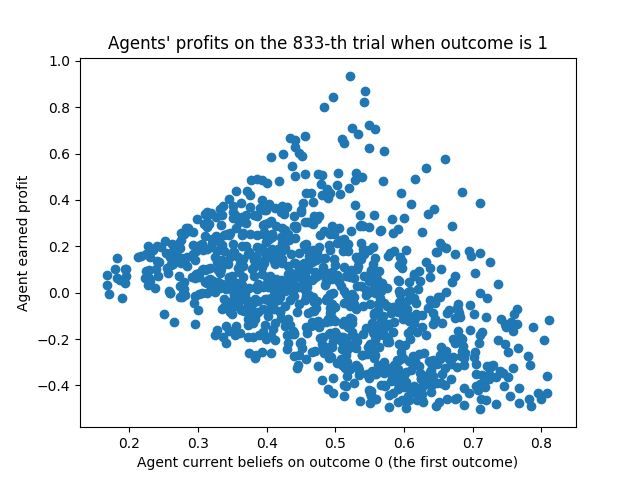 Agents' profits on the 833-th trial when outcome is 1
1.0
0.8
0.6
0.4
0.2
0.0
−0.2
−0.4
Agent earned profit
0.2 0.3 0.4 0.5 0.6 0.7 0.8
Agent current beliefs on outcome 0 (the first outcome)